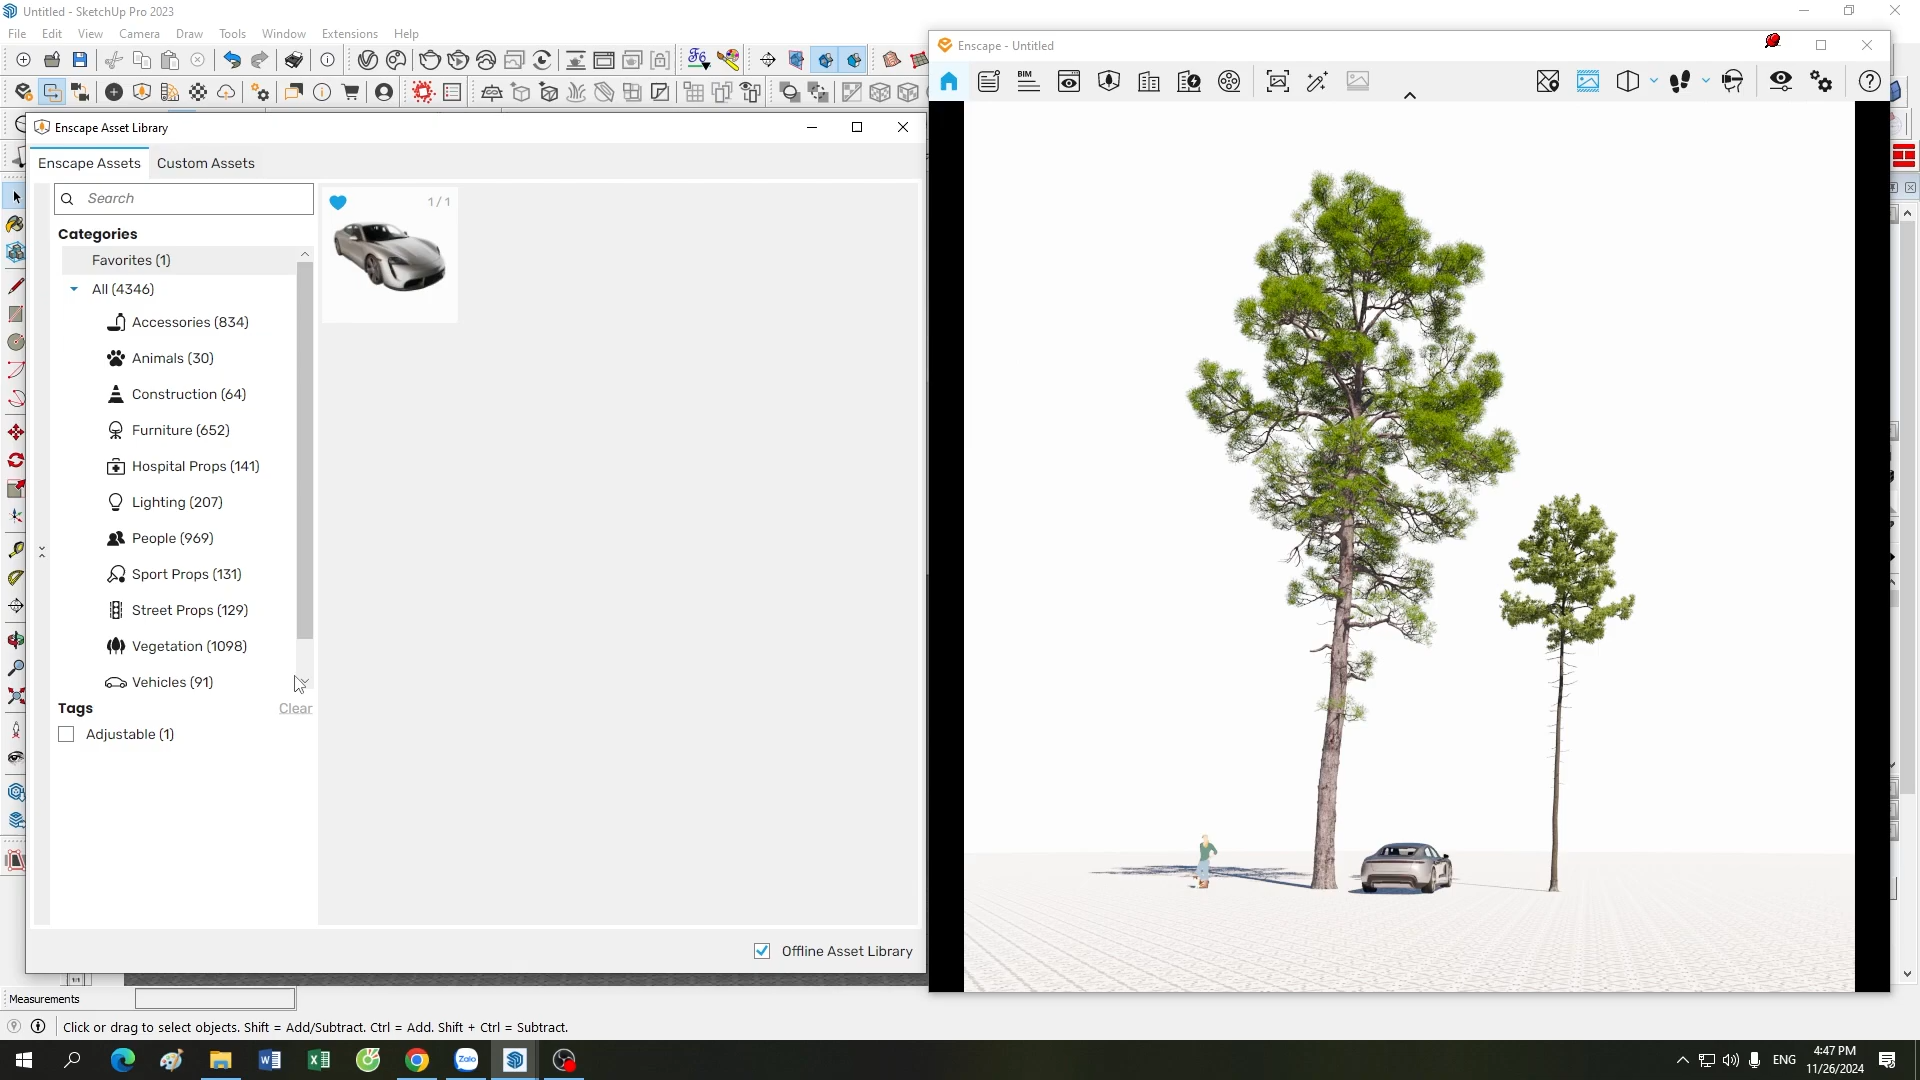 Untitled - SketchUp Pro 2023
File Edit View Camera Draw Tools Window Extensions Help
Enscape - Untitled
BIM
Enscape Asset Library
Enscape Assets Custom Assets
Search
1 / 1
Categories
Favorites (1)
All (4346)
Accessories (834)
Animals (30)
Construction (64)
Furniture (652)
Hospital Props (141)
Lighting (207)
People (969)
Sport Props (131)
Street Props (129)
Vegetation (1098)
Vehicles (91)
Tags Clear
Adjustable (1)
Offline Asset Library
Measurements
Click or drag to select objects. Shift = Add/Subtract. Ctrl = Add. Shift + Ctrl = Subtract.
Zalo
ENG
4:47 PM
11/26/2024